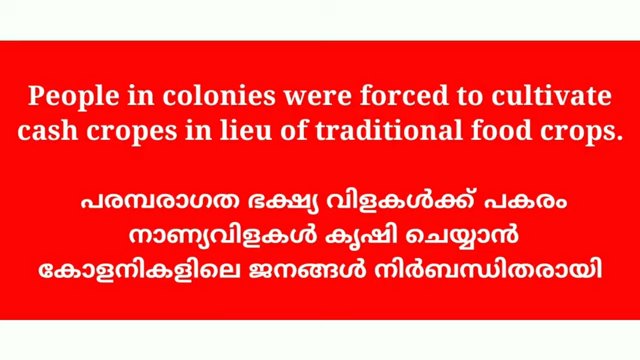 People in colonies were forced to cultivate
cash cropes in lieu of traditional food crops.
പരമ്പരാഗത ഭക്ഷ്യ വിളകൾക്ക് പകരം
നാണ്യവിളകൾ കൃഷി ചെയ്യാൻ
കോളനികളിലെ ജനങ്ങൾ നിർബന്ധിതരായി